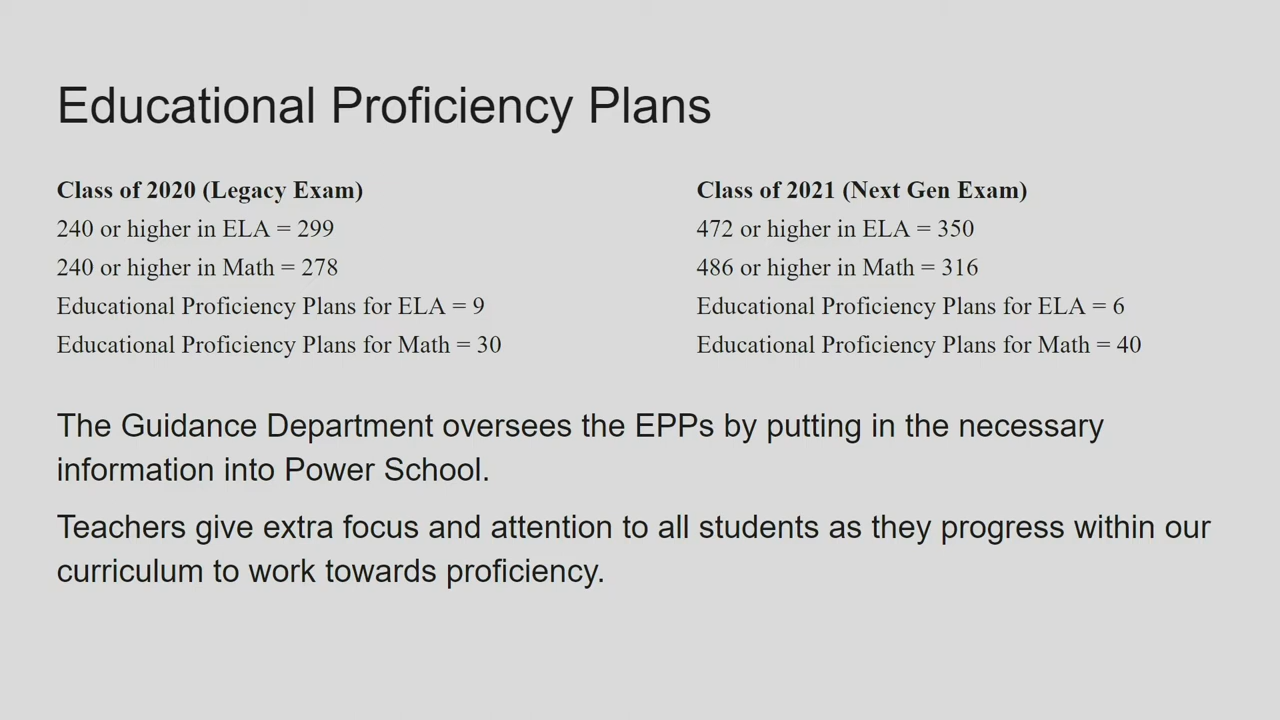 Educational Proficiency Plans
Class of 2020 (Legacy Exam)
240 or higher in ELA = 299
240 or higher in Math = 278
Educational Proficiency Plans for ELA = 9
Educational Proficiency Plans for Math = 30
Class of 2021 (Next Gen Exam)
472 or higher in ELA = 350
486 or higher in Math = 316
Educational Proficiency Plans for ELA = 6
Educational Proficiency Plans for Math = 40
The Guidance Department oversees the EPPs by putting in the necessary
information into Power School.
Teachers give extra focus and attention to all students as they progress within our
curriculum to work towards proficiency.